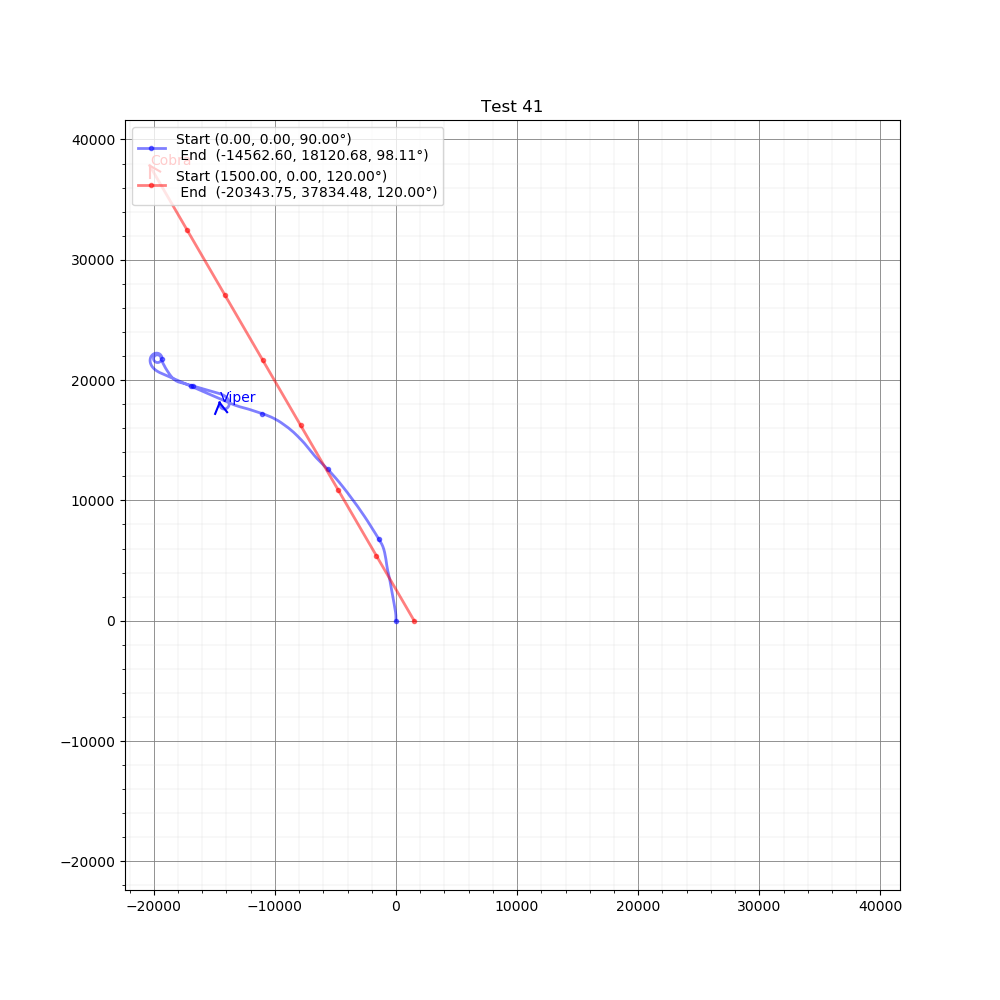 Test 41
Start (0.00, 0.00, 90.00°)
End (-14562.60, 18120.68, 98.11°)
Start (1500.00, 0.00, 120.00°)
End (-20343.75, 37834.48, 120.00°)
Cobra
Viper
40000
30000
20000
10000
0
−10000
−20000
−20000 −10000 0 10000 20000 30000 40000